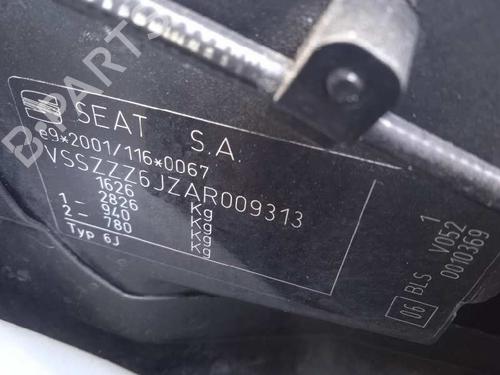 SEAT S.A.
e9*2001/116*0067
VSSZZZ6JZAR009313
1626 Kg
2826 Kg
1 - 940 Kg
2 - 780 Kg
Typ 6J
06 BLS V052 1
0010369
B-PARTS